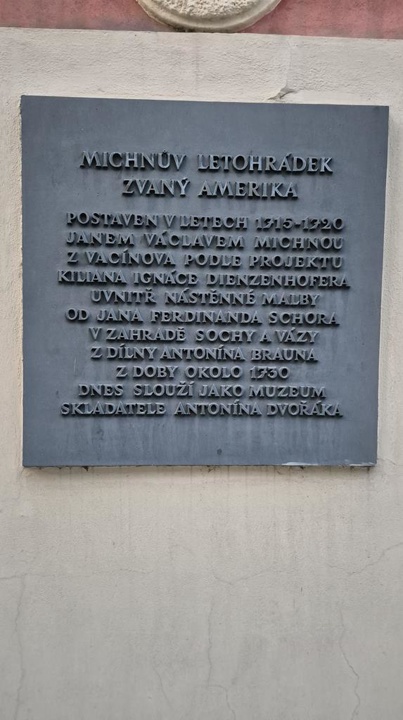 MICHNŮV LETOHRÁDEK
ZVANÝ AMERIKA
POSTAVEN V LETECH 1715-1720
JANEM VÁCLAVEM MICHNOU
Z VACÍNOVA PODLE PROJEKTU
KILIANA IGNÁCE DIENZENHOFERA
UVNITŘ NÁSTĚNNÉ MALBY
OD JANA FERDINANDA SCHORA
V ZAHRADĚ SOCHY A VÁZY
Z DÍLNY ANTONÍNA BRAUNA
Z DOBY OKOLO 1730
DNES SLOUŽÍ JAKO MUZEUM
SKLADATELE ANTONÍNA DVOŘÁKA